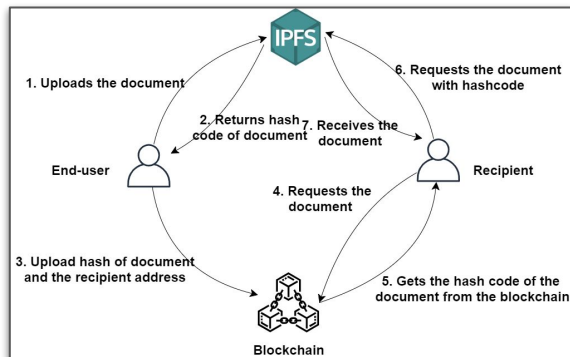 IPFS
1. Uploads the document
2. Returns hash
code of document
7. Receives the
document
6. Requests the document
with hashcode
End-user
Recipient
4. Requests the
document
3. Upload hash of document
and the recipient address
5. Gets the hash code of the
document from the blockchain
Blockchain